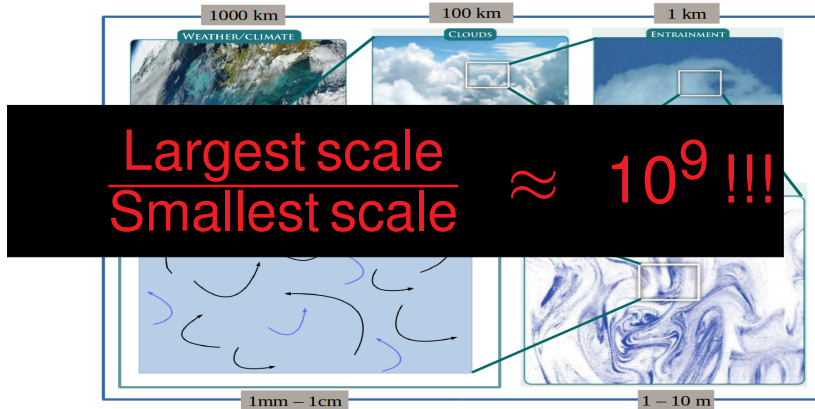 1000 km
100 km
1 km
WEATHER/CLIMATE
CLOUDS
ENTRAINMENT
Largest scale
Smallest scale
≈ 10⁹ !!!
1mm – 1cm
1 – 10 m